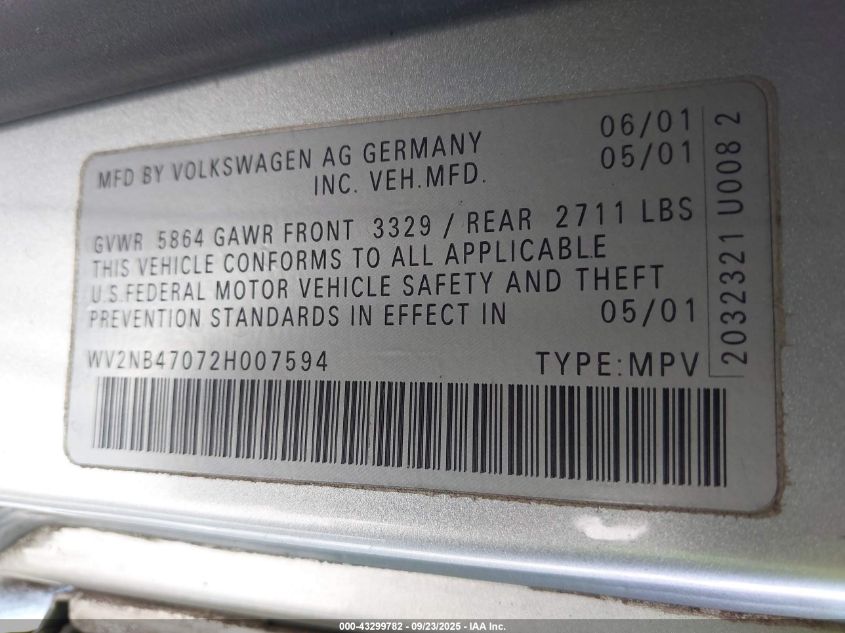 MFD BY VOLKSWAGEN AG GERMANY 06/01
INC. VEH.MFD. 05/01
GVWR 5864 GAWR FRONT 3329 / REAR 2711 LBS
THIS VEHICLE CONFORMS TO ALL APPLICABLE
U.S.FEDERAL MOTOR VEHICLE SAFETY AND THEFT
PREVENTION STANDARDS IN EFFECT IN 05/01
WV2NB47072H007594 TYPE:MPV
2032321 U008 2
000-43299782 - 09/23/2025 - IAA Inc.